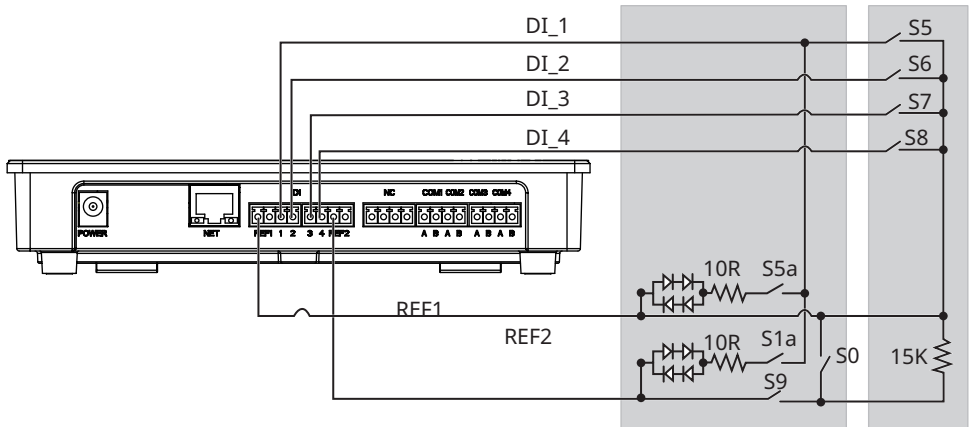 DI_1
S5
DI_2
S6
DI_3
S7
DI_4
S8
DI
NC
COM1 COM2 COM3 COM4
POWER
NET
REF1 1 2
3 4 REF2
A B A B
A B A B
10R
S5a
REF1
REF2
10R
S1a
S0
15K
S9